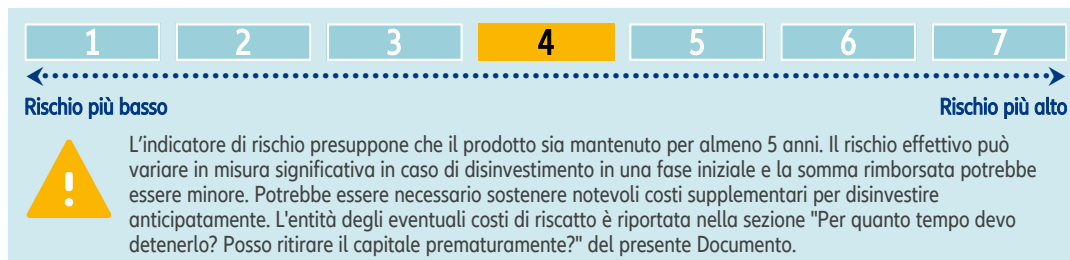 1 2 3 4 5 6 7
Rischio più basso Rischio più alto
L'indicatore di rischio presuppone che il prodotto sia mantenuto per almeno 5 anni. Il rischio effettivo può
variare in misura significativa in caso di disinvestimento in una fase iniziale e la somma rimborsata potrebbe
essere minore. Potrebbe essere necessario sostenere notevoli costi supplementari per disinvestire
anticipatamente. L'entità degli eventuali costi di riscatto è riportata nella sezione "Per quanto tempo devo
detenerlo? Posso ritirare il capitale prematuramente?" del presente Documento.